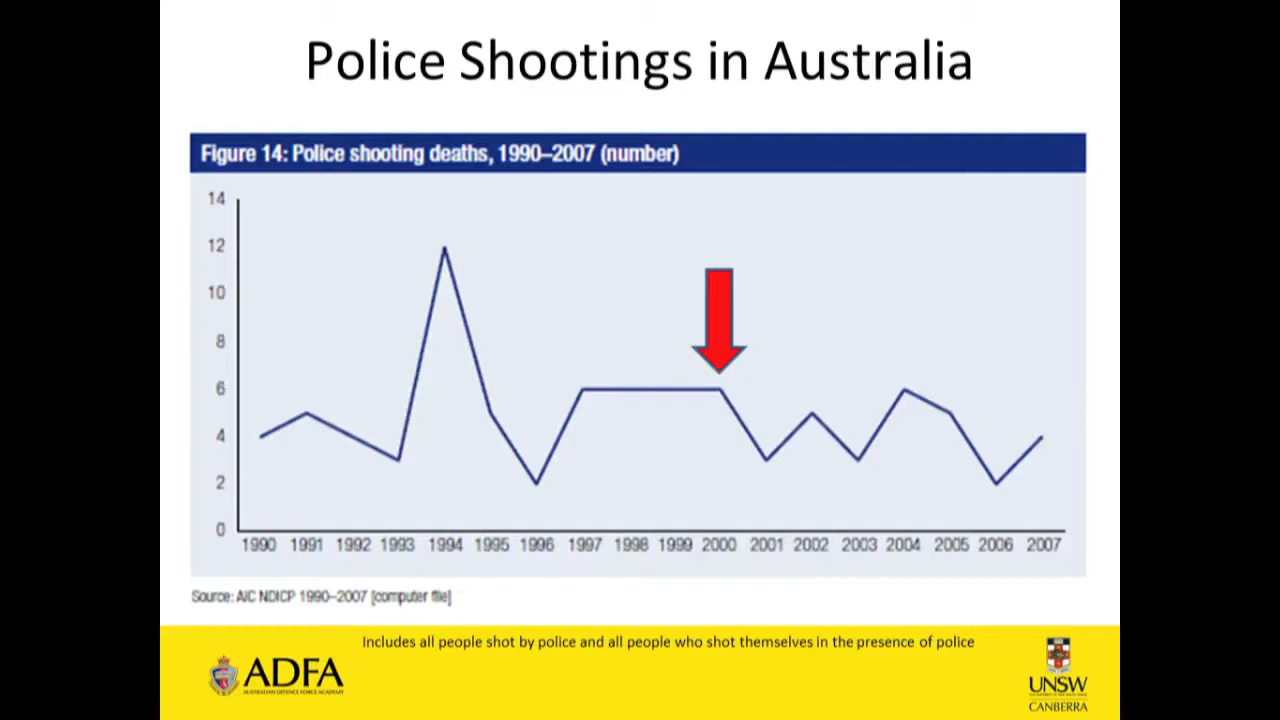 Police Shootings in Australia
Figure 14: Police shooting deaths, 1990–2007 (number)
14
12
10
8
6
4
2
0
1990 1991 1992 1993 1994 1995 1996 1997 1998 1999 2000 2001 2002 2003 2004 2005 2006 2007
Source: AIC NDICP 1990–2007 [computer file]
Includes all people shot by police and all people who shot themselves in the presence of police
ADFA
AUSTRALIAN DEFENCE FORCE ACADEMY
UNSW
CANBERRA